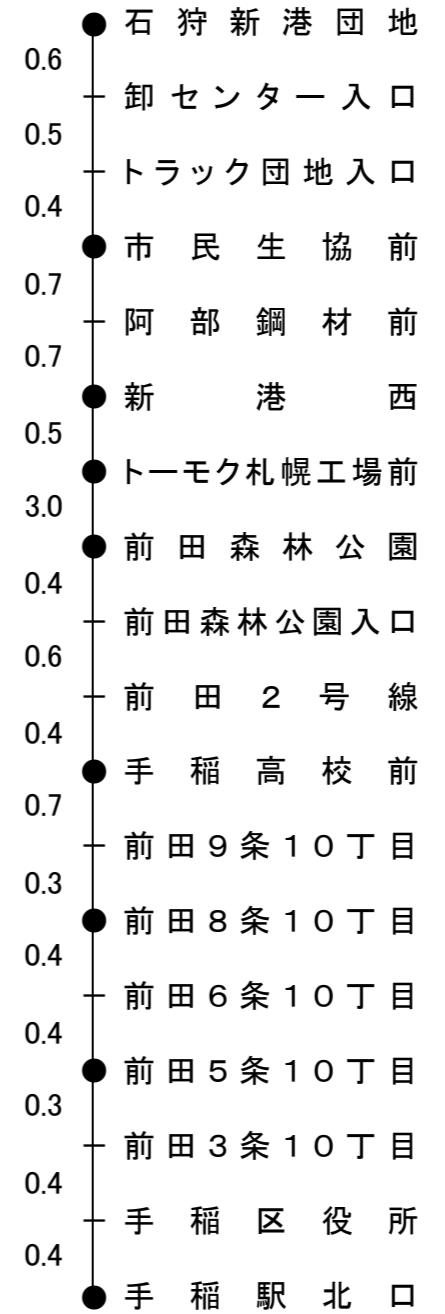 石狩新港団地
0.6
卸センター入口
0.5
トラック団地入口
0.4
市民生協前
0.7
阿部鋼材前
0.7
新港西
0.5
トーモク札幌工場前
3.0
前田森林公園
0.4
前田森林公園入口
0.6
前田2号線
0.4
手稲高校前
0.7
前田9条10丁目
0.3
前田8条10丁目
0.4
前田6条10丁目
0.4
前田5条10丁目
0.3
前田3条10丁目
0.4
手稲区役所
0.4
手稲駅北口